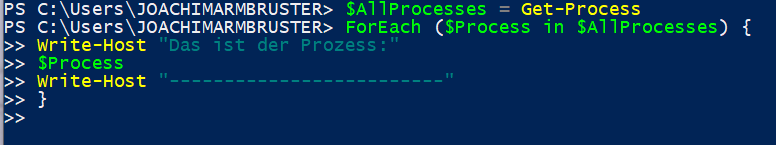 PS C:\Users\JOACHIMARMBRUSTER> $AllProcesses = Get-Process
PS C:\Users\JOACHIMARMBRUSTER> ForEach ($Process in $AllProcesses) {
>> Write-Host "Das ist der Prozess:"
>> $Process
>> Write-Host "-------------------------"
>> }
>>